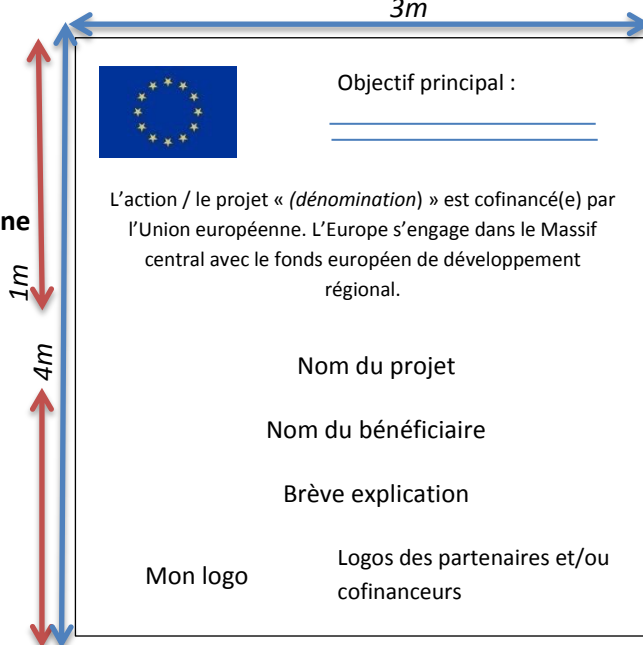 3m
Objectif principal :
L'action / le projet « (dénomination) » est cofinancé(e) par
l'Union européenne. L'Europe s'engage dans le Massif
central avec le fonds européen de développement
régional.
ne
1m
4m
Nom du projet
Nom du bénéficiaire
Brève explication
Mon logo
Logos des partenaires et/ou
cofinanceurs